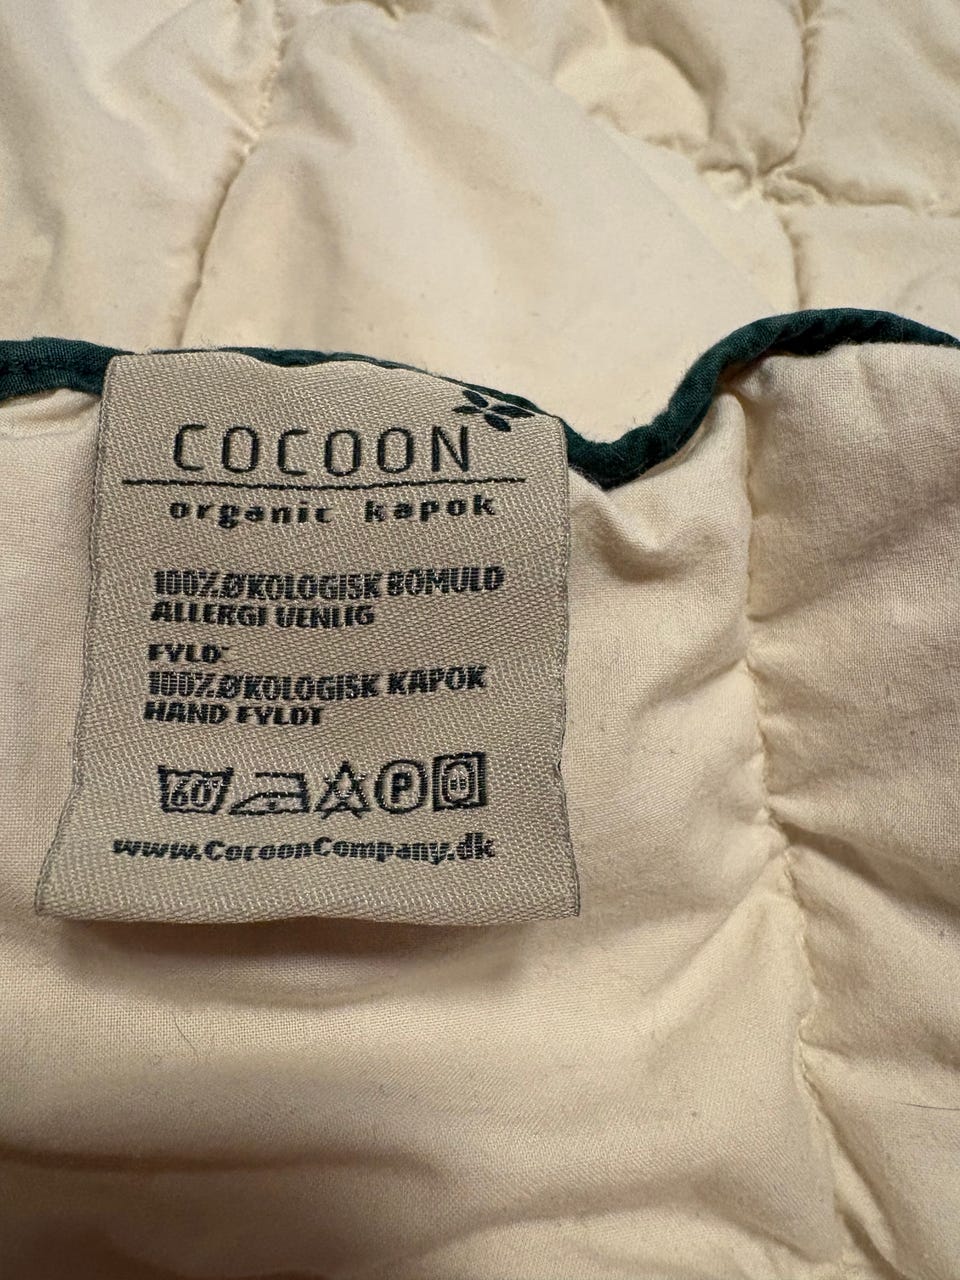 COCOON
organic kapok
100% ØKOLOGISK BOMULD
ALLERGI VENLIG
FYLD:
100% ØKOLOGISK KAPOK
HAND FYLDT
60° P
www.CocoonCompany.dk